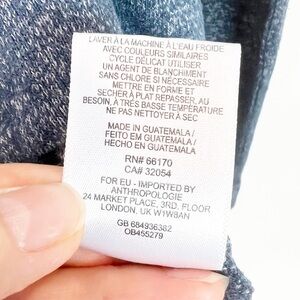 LAVER À LA MACHINE À L'EAU FROIDE
AVEC COULEURS SIMILAIRES
CYCLE DÉLICAT UTILISER
UN AGENT DE BLANCHIMENT
SANS CHLORE SI NÉCESSAIRE
METTRE EN FORME ET
SECHER À PLAT REPASSER, AU
BESOIN, À TRÈS BASSE TEMPÉRATURE
NE PAS NETTOYER À SEC
MADE IN GUATEMALA/
FEITO EM GUATEMALA/
HECHO EN GUATEMALA
RN# 66170
CA# 32054
FOR EU - IMPORTED BY
ANTHROPOLOGIE
24 MARKET PLACE, 3RD. FLOOR
LONDON, UK W1W8AN
GB 684936382
OB455279